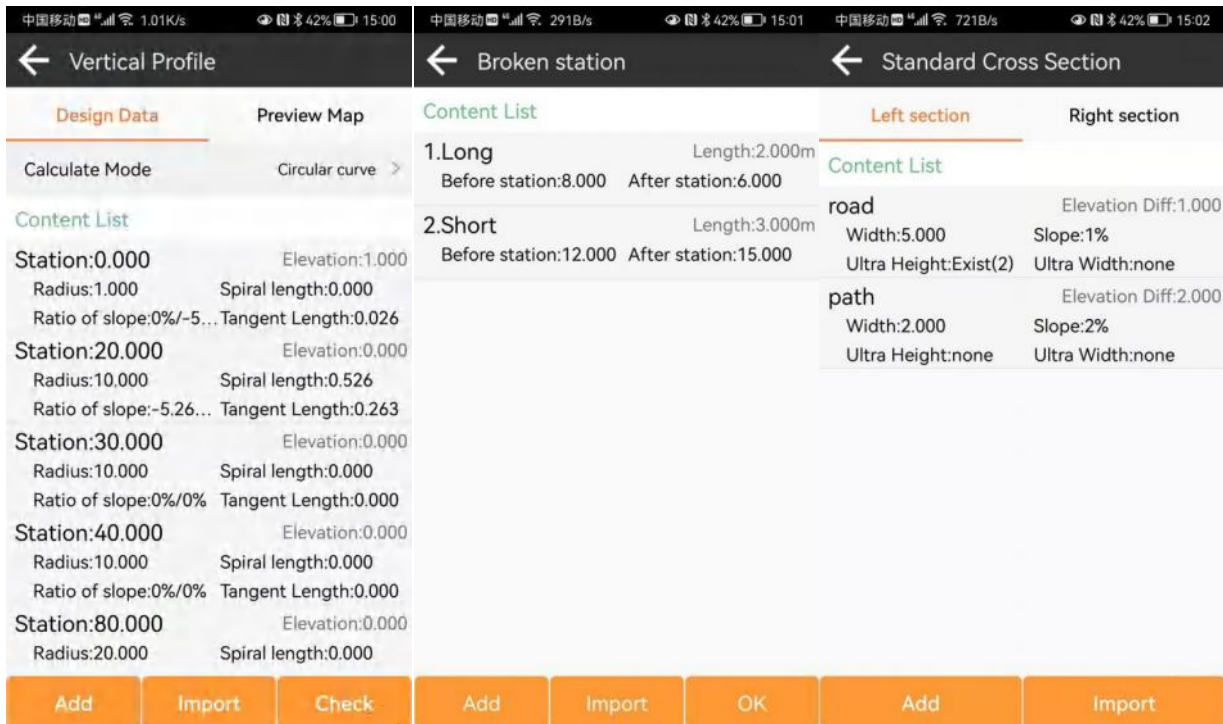 中国移动 HD 46 1.01K/s 42% 15:00
Vertical Profile
Design Data Preview Map
Calculate Mode Circular curve >
Content List
Station:0.000 Elevation:1.000
Radius:1.000 Spiral length:0.000
Ratio of slope:0%/-5... Tangent Length:0.026
Station:20.000 Elevation:0.000
Radius:10.000 Spiral length:0.526
Ratio of slope:-5.26... Tangent Length:0.263
Station:30.000 Elevation:0.000
Radius:10.000 Spiral length:0.000
Ratio of slope:0%/0% Tangent Length:0.000
Station:40.000 Elevation:0.000
Radius:10.000 Spiral length:0.000
Ratio of slope:0%/0% Tangent Length:0.000
Station:80.000 Elevation:0.000
Radius:20.000 Spiral length:0.000
Add Import Check
中国移动 HD 46 291B/s 42% 15:01
Broken station
Content List
1.Long Length:2.000m
Before station:8.000 After station:6.000
2.Short Length:3.000m
Before station:12.000 After station:15.000
Add Import OK
中国移动 HD 46 721B/s 42% 15:02
Standard Cross Section
Left section Right section
Content List
road Elevation Diff:1.000
Width:5.000 Slope:1%
Ultra Height:Exist(2) Ultra Width:none
path Elevation Diff:2.000
Width:2.000 Slope:2%
Ultra Height:none Ultra Width:none
Add Import